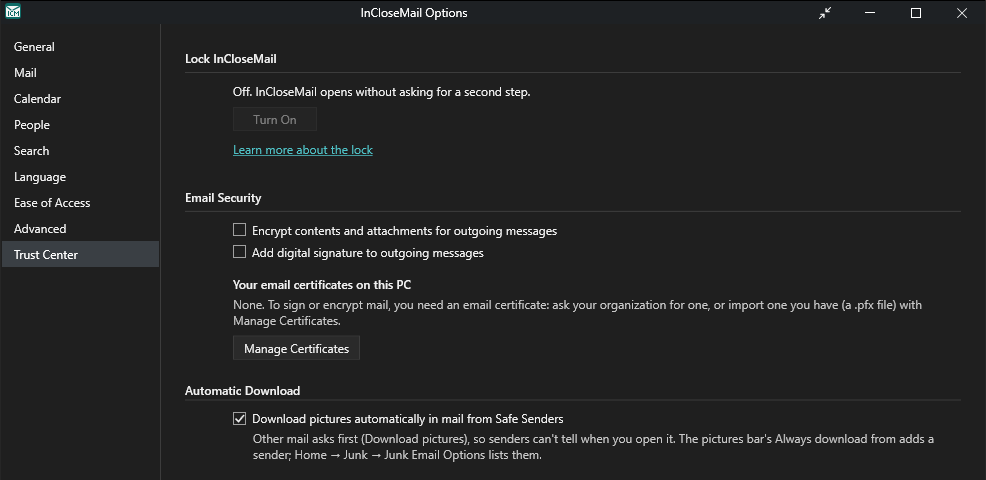 ICM
InCloseMail Options
General
Mail
Calendar
People
Search
Language
Ease of Access
Advanced
Trust Center
Lock InCloseMail
Off. InCloseMail opens without asking for a second step.
Turn On
Learn more about the lock
Email Security
Encrypt contents and attachments for outgoing messages
Add digital signature to outgoing messages
Your email certificates on this PC
None. To sign or encrypt mail, you need an email certificate: ask your organization for one, or import one you have (a .pfx file) with
Manage Certificates.
Manage Certificates
Automatic Download
Download pictures automatically in mail from Safe Senders
Other mail asks first (Download pictures), so senders can't tell when you open it. The pictures bar's Always download from adds a
sender; Home → Junk → Junk Email Options lists them.